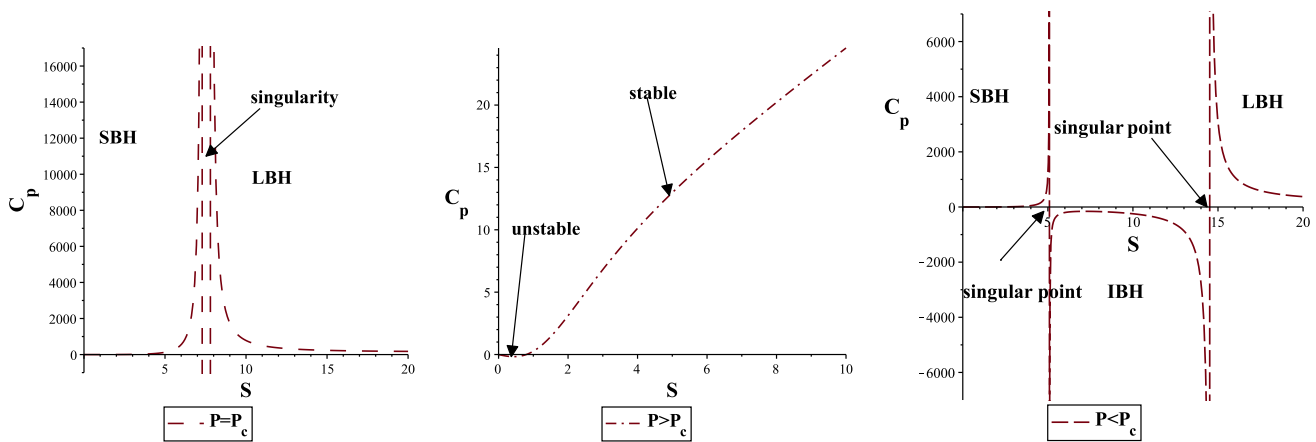 16000
14000
12000
10000
8000
6000
4000
2000
0
C_p
SBH
singularity
LBH
5
10
15
20
S
P=P_c
20
15
10
5
0
C_p
stable
unstable
0
2
4
6
8
10
S
P>P_c
6000
4000
2000
0
-2000
-4000
-6000
C_p
SBH
LBH
singular point
5
10
15
20
S
singular point
IBH
P<P_c